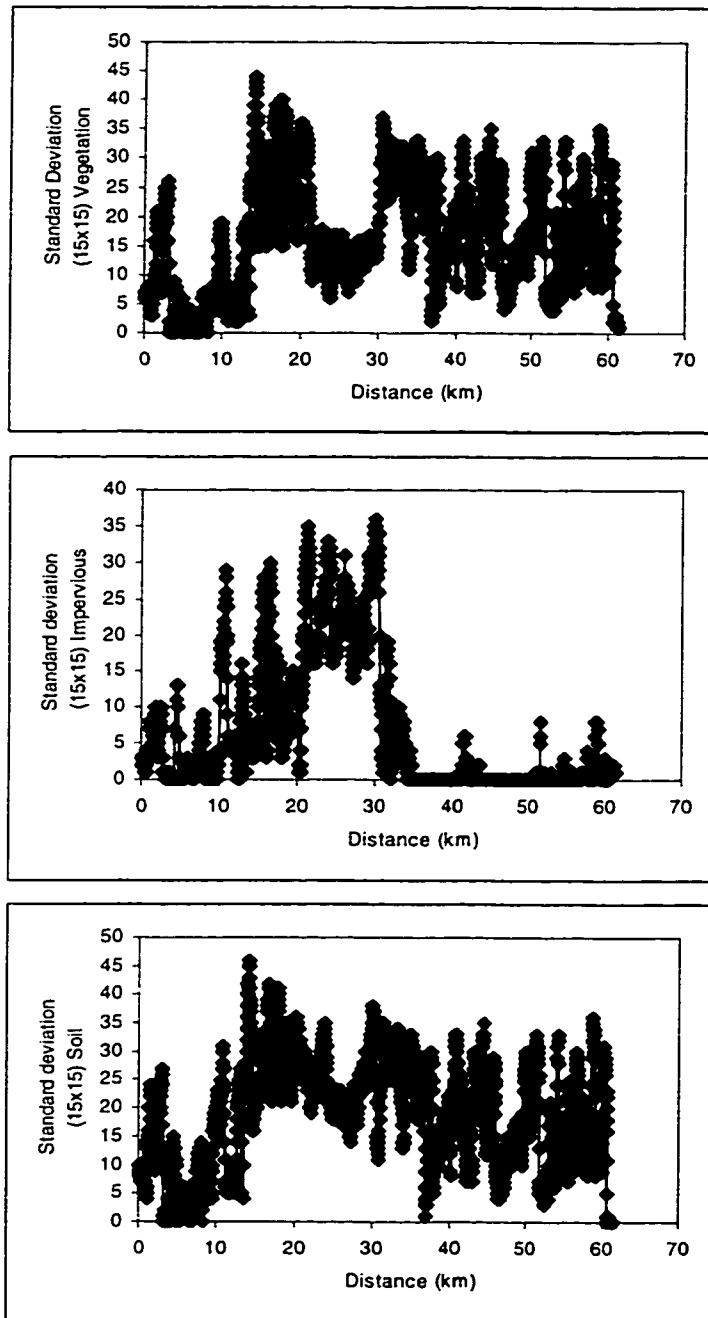 50
45
40
35
30
25
20
15
10
5
0
Standard Deviation
(15x15) Vegetation
0 10 20 30 40 50 60 70
Distance (km)
40
35
30
25
20
15
10
5
0
Standard deviation
(15x15) Impervious
0 10 20 30 40 50 60 70
Distance (km)
50
45
40
35
30
25
20
15
10
5
0
Standard deviation
(15x15) Soil
0 10 20 30 40 50 60 70
Distance (km)